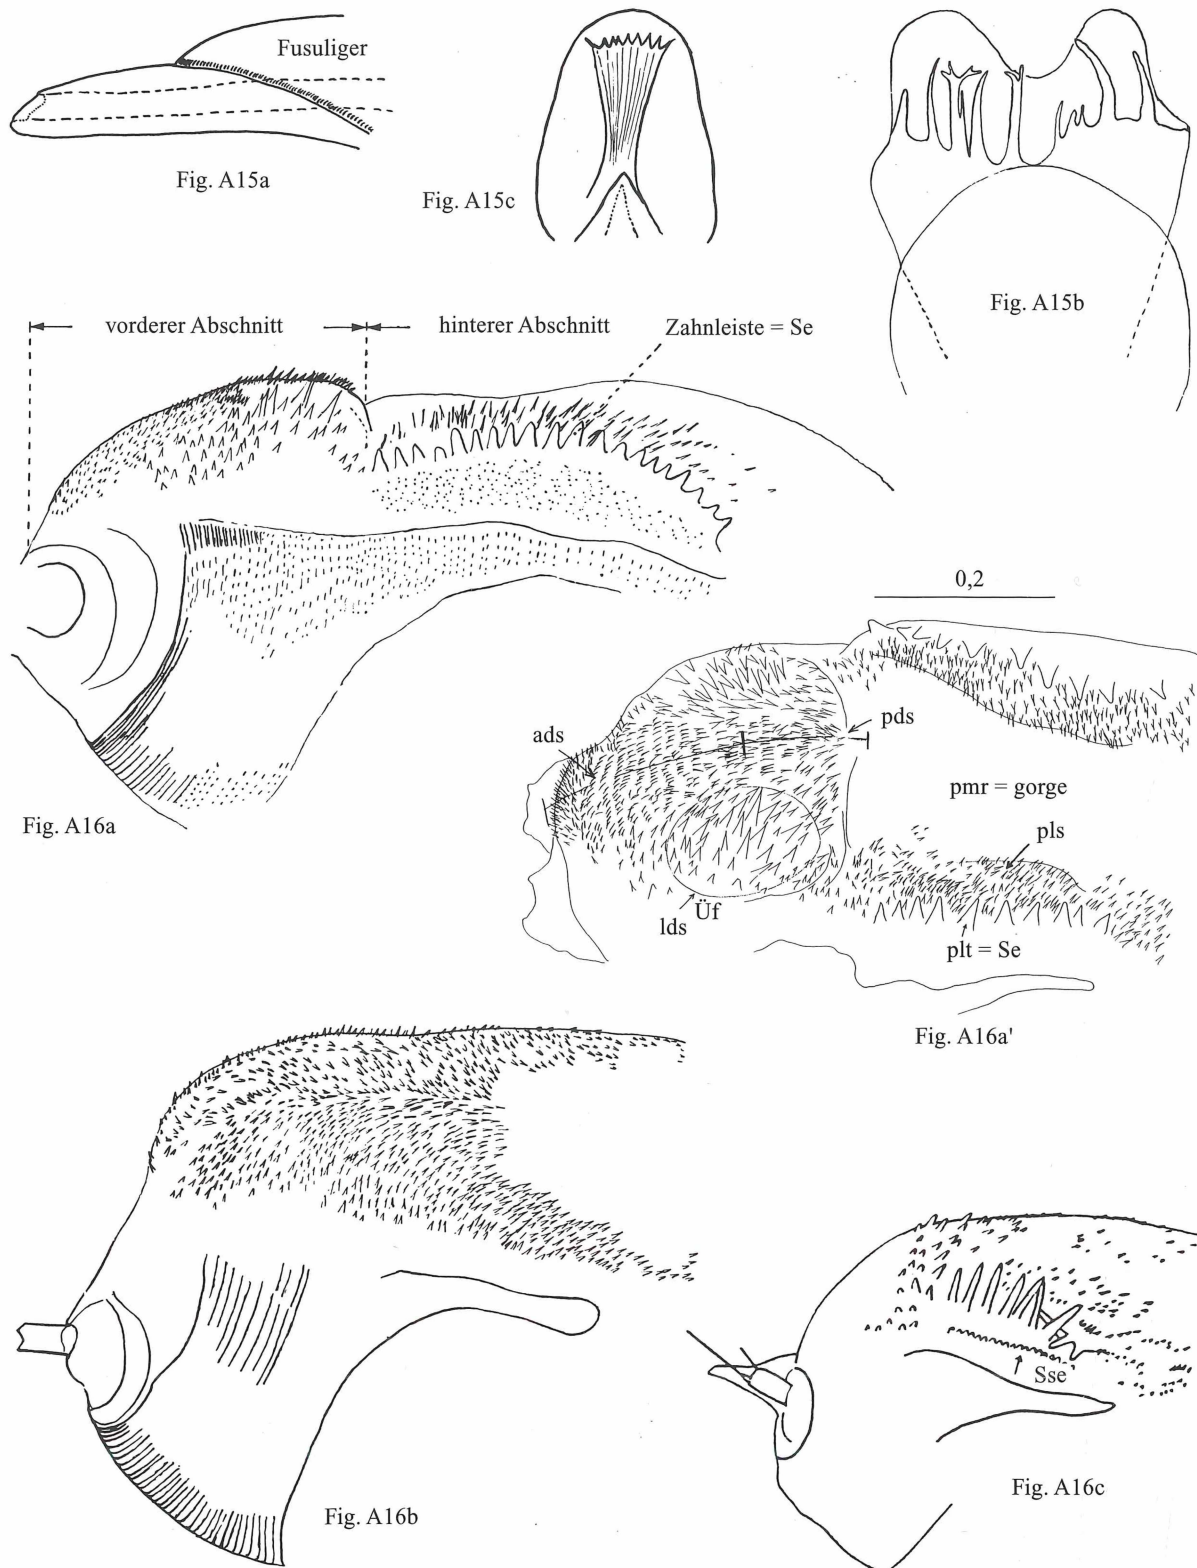 Fusuliger
Fig. A15a
Fig. A15c
Fig. A15b
vorderer Abschnitt
hinterer Abschnitt
Zahnleiste = Se
0,2
Fig. A16a
ads
pds
pmr = gorge
pls
lds
Üf
plt = Se
Fig. A16a'
Fig. A16b
Sse
Fig. A16c